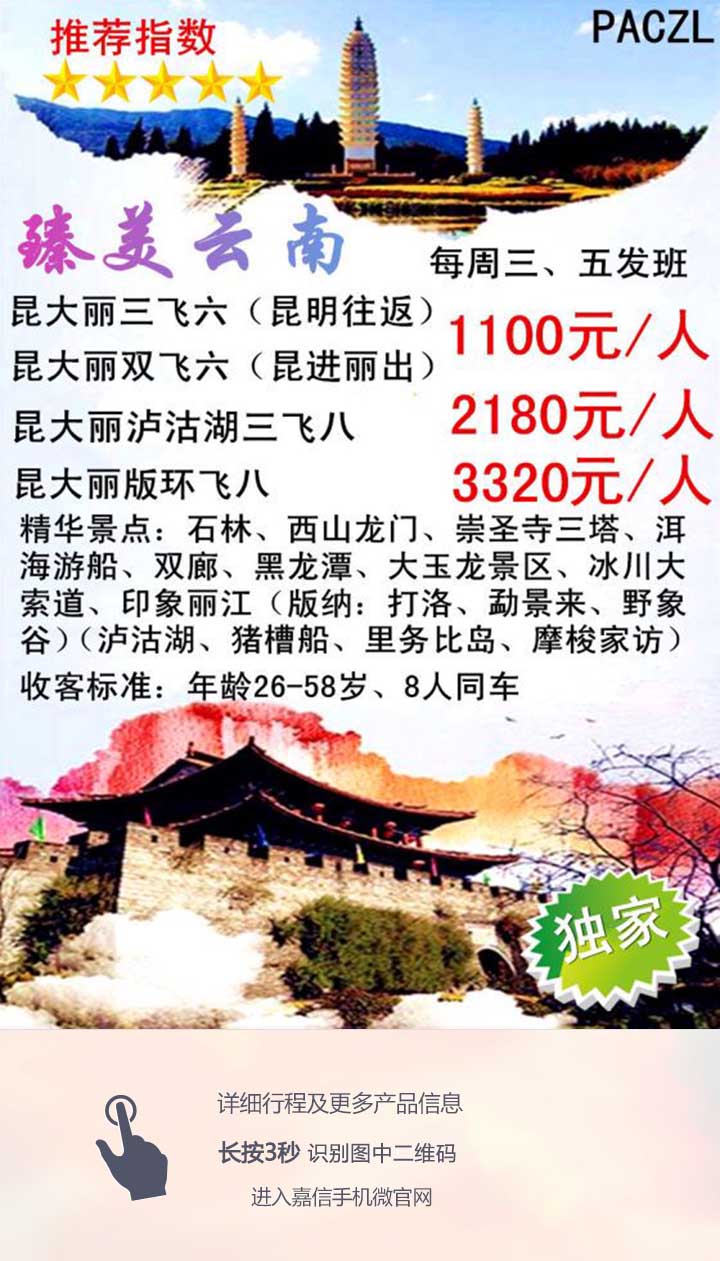 推荐指数
PACZL
臻美云南
每周三、五发班
昆大丽三飞六（昆明往返）
1100元/人
昆大丽双飞六（昆进丽出）
昆大丽泸沽湖三飞八
2180元/人
昆大丽版环飞八
3320元/人
精华景点：石林、西山龙门、崇圣寺三塔、洱
海游船、双廊、黑龙潭、大玉龙景区、冰川大
索道、印象丽江（版纳：打洛、勐景来、野象
谷）（泸沽湖、猪槽船、里务比岛、摩梭家访）
收客标准：年龄26-58岁、8人同车
独家
详细行程及更多产品信息
长按3秒 识别图中二维码
进入嘉信手机微官网